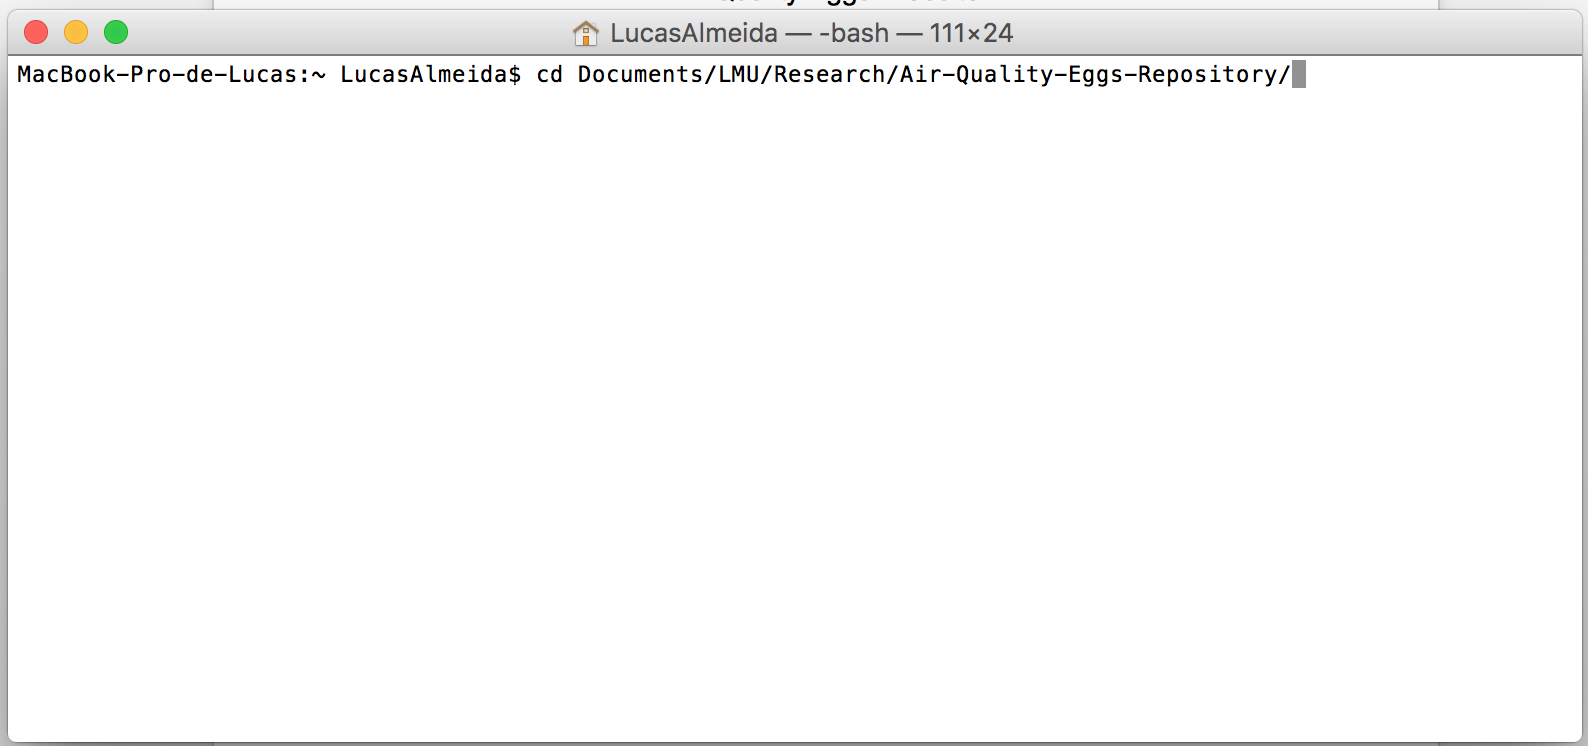 LucasAlmeida — -bash — 111×24
MacBook-Pro-de-Lucas:~ LucasAlmeida$ cd Documents/LMU/Research/Air-Quality-Eggs-Repository/